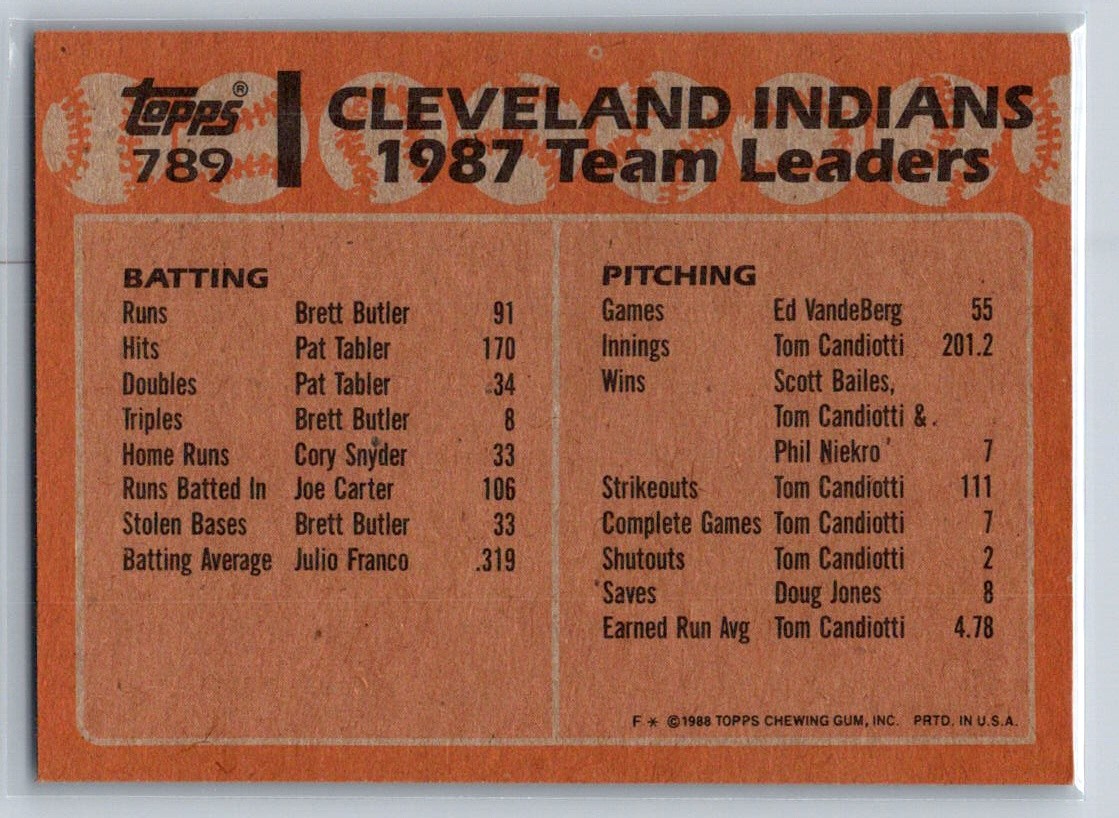 topps®
789
CLEVELAND INDIANS
1987 Team Leaders
BATTING
Runs Brett Butler 91
Hits Pat Tabler 170
Doubles Pat Tabler 34
Triples Brett Butler 8
Home Runs Cory Snyder 33
Runs Batted In Joe Carter 106
Stolen Bases Brett Butler 33
Batting Average Julio Franco .319
PITCHING
Games Ed VandeBerg 55
Innings Tom Candiotti 201.2
Wins Scott Bailes,
Tom Candiotti &
Phil Niekro 7
Strikeouts Tom Candiotti 111
Complete Games Tom Candiotti 7
Shutouts Tom Candiotti 2
Saves Doug Jones 8
Earned Run Avg Tom Candiotti 4.78
F * ©1988 TOPPS CHEWING GUM, INC. PRTD. IN U.S.A.